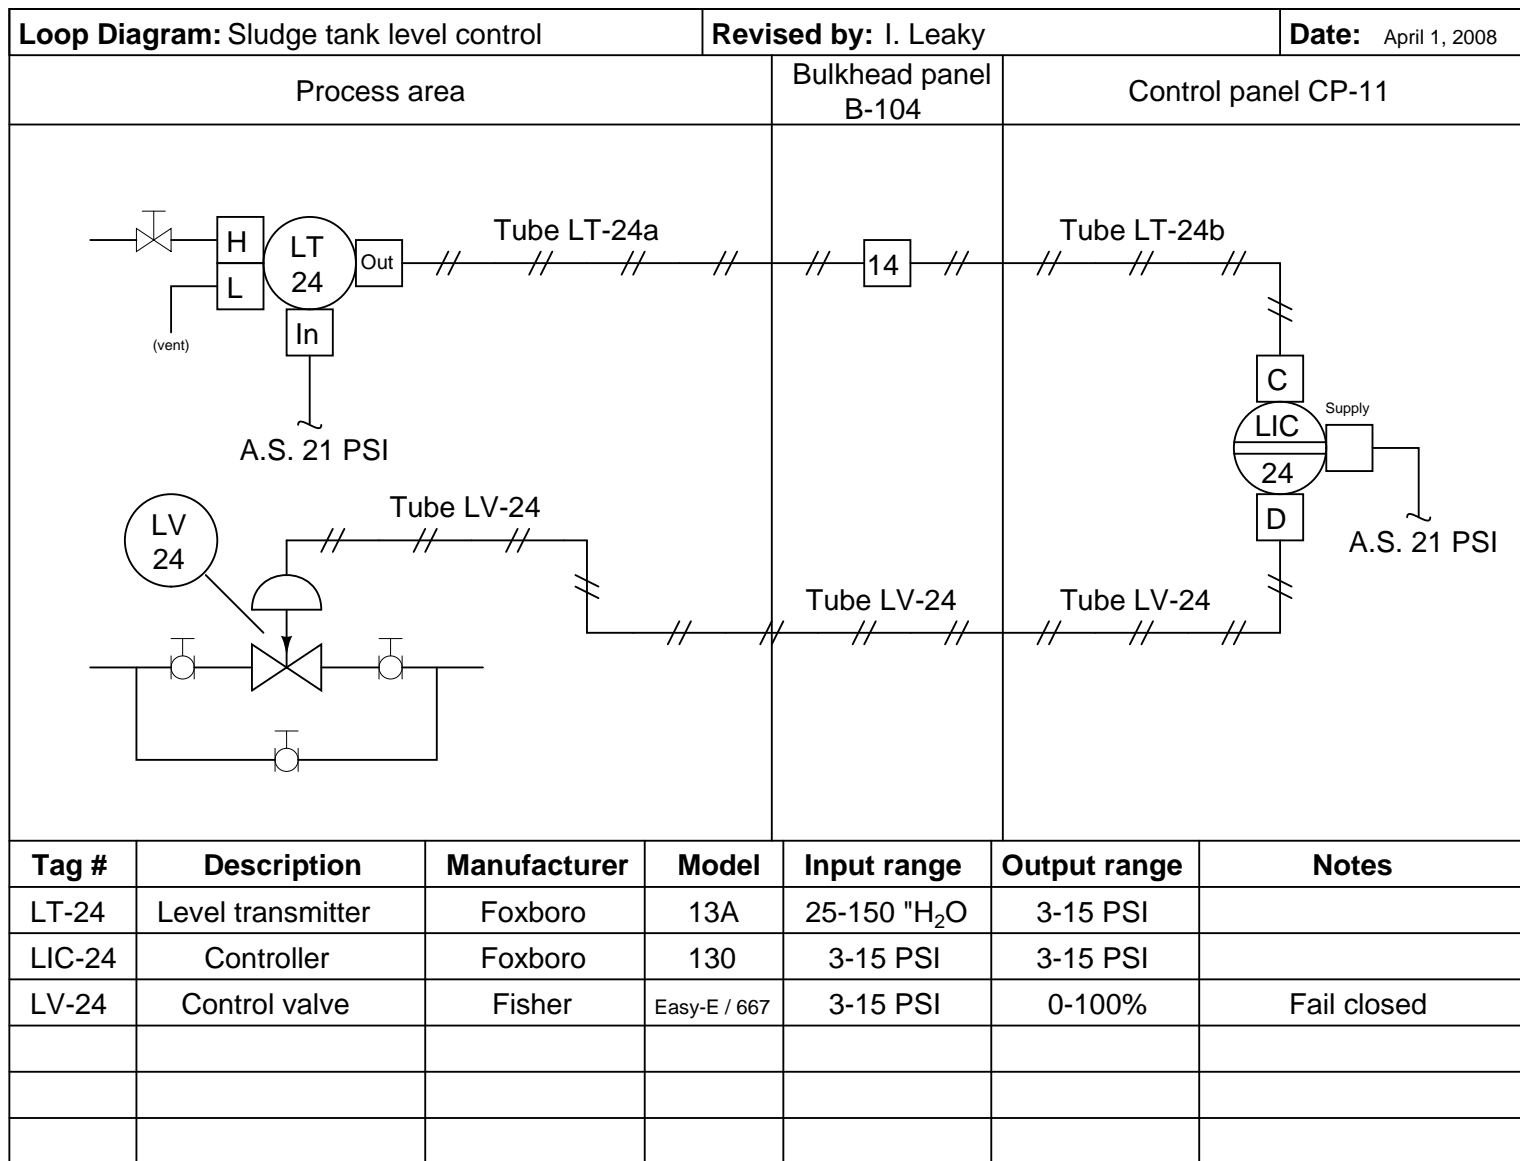 Loop Diagram: Sludge tank level control Revised by: I. Leaky Date: April 1, 2008
Process area Bulkhead panel B-104 Control panel CP-11
Tube LT-24a Tube LT-24b
H LT 24 Out 14
L
(vent) In
A.S. 21 PSI
C
LIC 24 Supply
D
A.S. 21 PSI
Tube LV-24
LV 24
Tube LV-24 Tube LV-24
Tag # Description Manufacturer Model Input range Output range Notes
LT-24 Level transmitter Foxboro 13A 25-150 "H₂O 3-15 PSI
LIC-24 Controller Foxboro 130 3-15 PSI 3-15 PSI
LV-24 Control valve Fisher Easy-E / 667 3-15 PSI 0-100% Fail closed